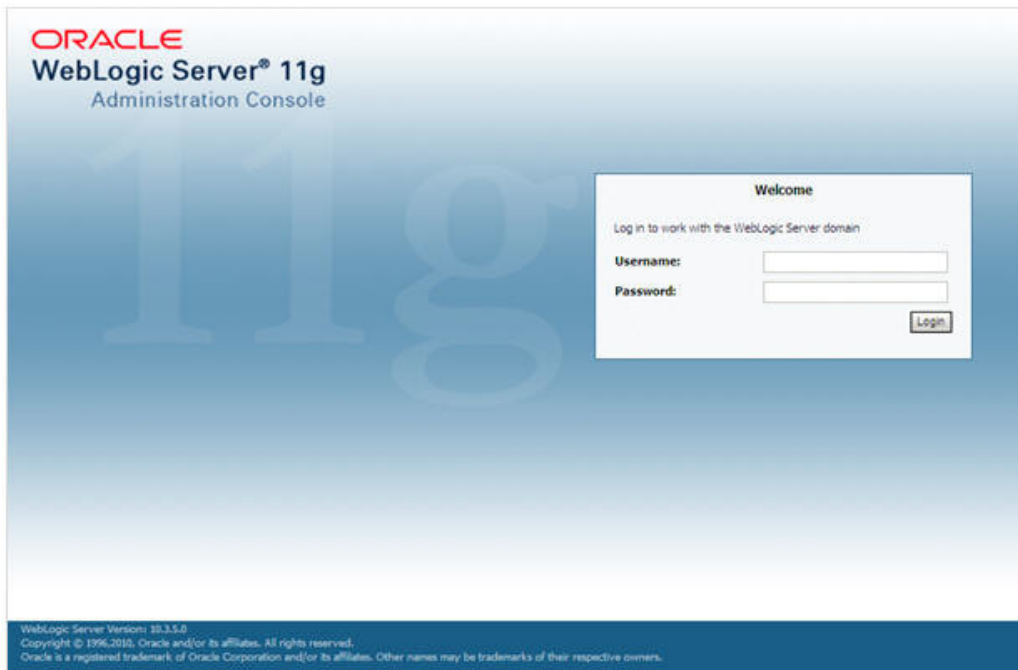 ORACLE
WebLogic Server® 11g
Administration Console
11g
Welcome
Log in to work with the WebLogic Server domain
Username:
Password:
Login
WebLogic Server Version: 10.3.5.0
Copyright © 1996,2010, Oracle and/or its affiliates. All rights reserved.
Oracle is a registered trademark of Oracle Corporation and/or its affiliates. Other names may be trademarks of their respective owners.